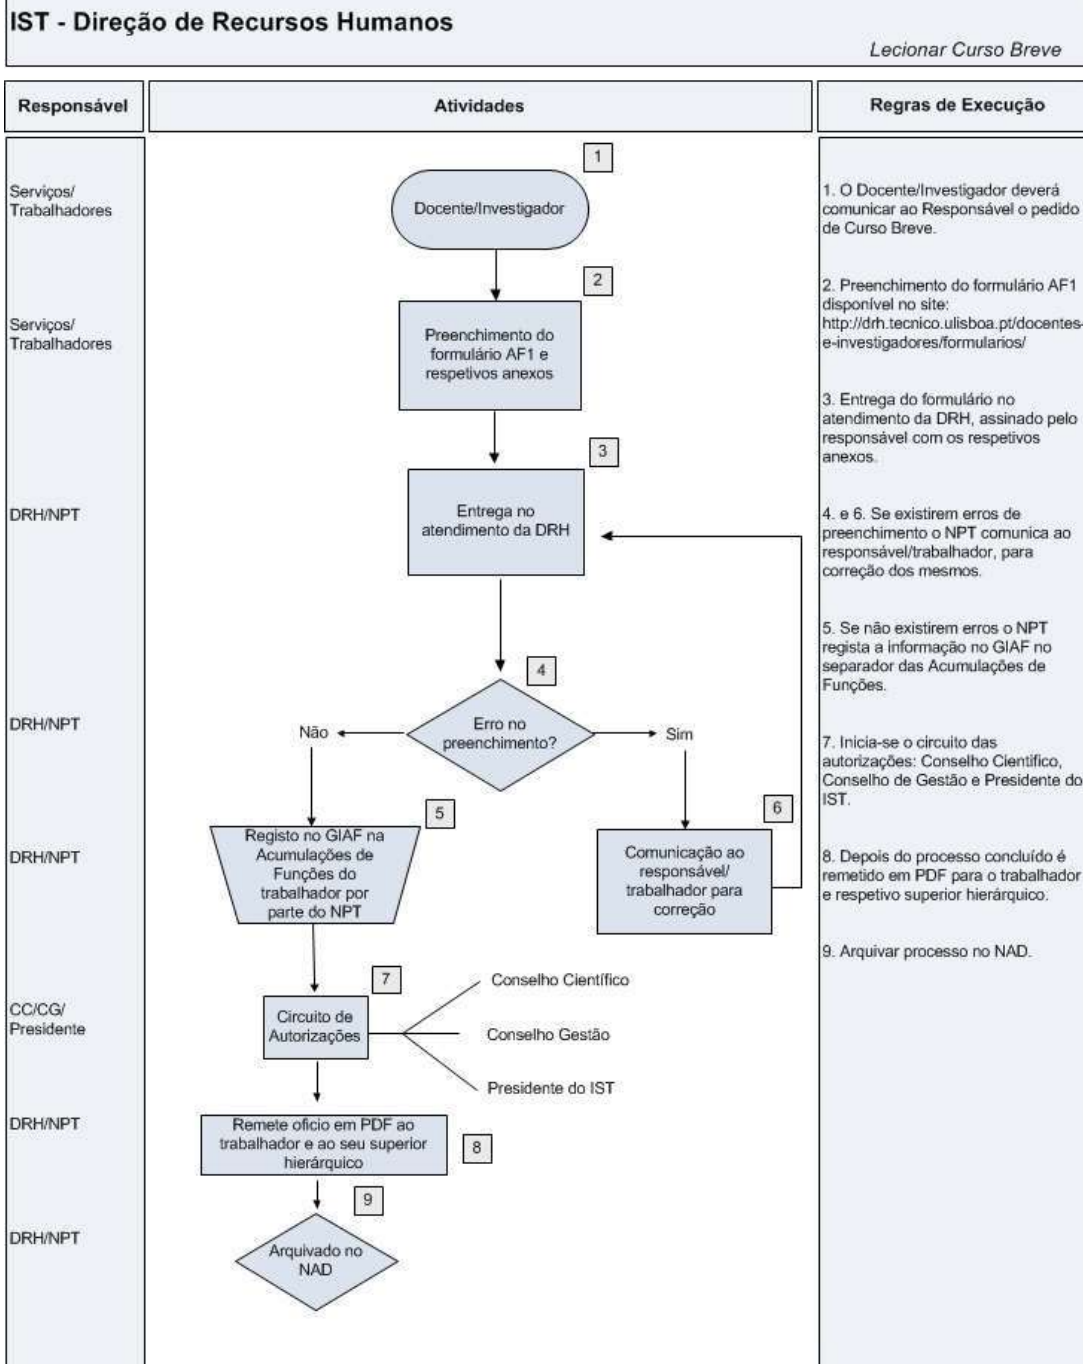 IST - Direção de Recursos Humanos
Lecionar Curso Breve
Responsável
Atividades
Regras de Execução
Serviços/
Trabalhadores
Serviços/
Trabalhadores
DRH/NPT
DRH/NPT
DRH/NPT
CC/CG/
Presidente
DRH/NPT
DRH/NPT
1
Docente/Investigador
2
Preenchimento do
formulário AF1 e
respetivos anexos
3
Entrega no
atendimento da DRH
4
Erro no
preenchimento?
Não
Sim
5
Registo no GIAF na
Acumulações de
Funções do
trabalhador por
parte do NPT
6
Comunicação ao
responsável/
trabalhador para
correção
7
Circuito de
Autorizações
Conselho Científico
Conselho Gestão
Presidente do IST
Remete oficio em PDF ao
trabalhador e ao seu superior
hierárquico
8
9
Arquivado no
NAD
1. O Docente/Investigador deverá
comunicar ao Responsável o pedido
de Curso Breve.
2. Preenchimento do formulário AF1
disponível no site:
http://drh.tecnico.ulisboa.pt/docentes-
e-investigadores/formularios/
3. Entrega do formulário no
atendimento da DRH, assinado pelo
responsável com os respetivos
anexos.
4. e 6. Se existirem erros de
preenchimento o NPT comunica ao
responsável/trabalhador, para
correção dos mesmos.
5. Se não existirem erros o NPT
regista a informação no GIAF no
separador das Acumulações de
Funções.
7. Inicia-se o circuito das
autorizações: Conselho Cientifico,
Conselho de Gestão e Presidente do
IST.
8. Depois do processo concluído é
remetido em PDF para o trabalhador
e respetivo superior hierárquico.
9. Arquivar processo no NAD.